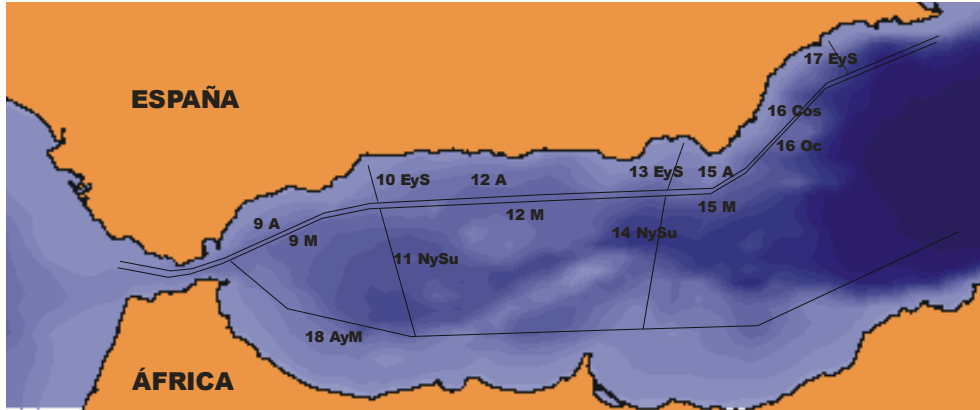 17 EyS
ESPAÑA
16 Cos
16 Oc
10 EyS
12 A
13 EyS
15 A
9 A
12 M
15 M
9 M
11 NySu
14 NySu
18 AyM
ÁFRICA